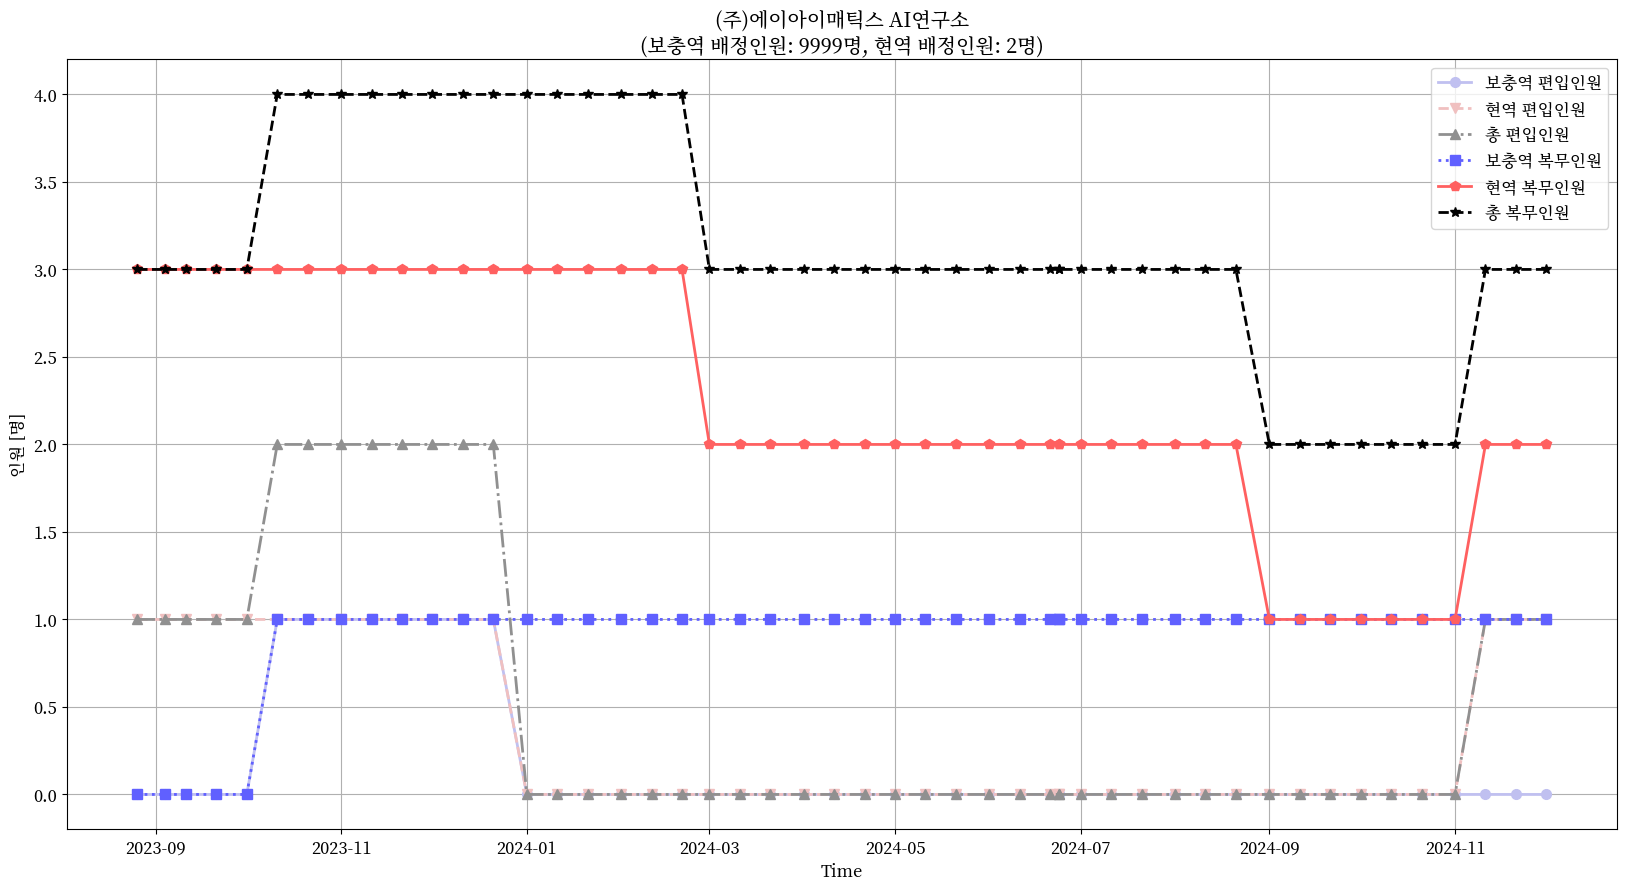 (주)에이아이매틱스 AI연구소
(보충역 배정인원: 9999명, 현역 배정인원: 2명)
보충역 편입인원
현역 편입인원
총 편입인원
보충역 복무인원
현역 복무인원
총 복무인원
인원 [명]
4.0
3.5
3.0
2.5
2.0
1.5
1.0
0.5
0.0
2023-09
2023-11
2024-01
2024-03
2024-05
2024-07
2024-09
2024-11
Time